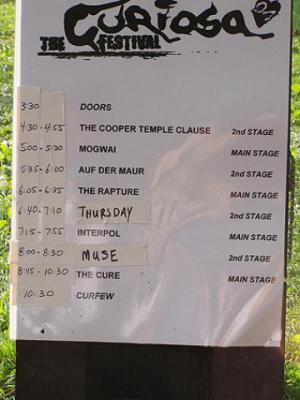 THE CURIOSA FESTIVAL
3:30 DOORS
4:30 - 4:55 THE COOPER TEMPLE CLAUSE 2nd STAGE
5:00 - 5:30 MOGWAI MAIN STAGE
5:35 - 6:00 AUF DER MAUR 2nd STAGE
6:05 - 6:35 THE RAPTURE MAIN STAGE
6:40 - 7:10 THURSDAY 2nd STAGE
7:15 - 7:55 INTERPOL MAIN STAGE
8:00 - 8:30 MUSE 2nd STAGE
8:45 - 10:30 THE CURE MAIN STAGE
10:30 CURFEW